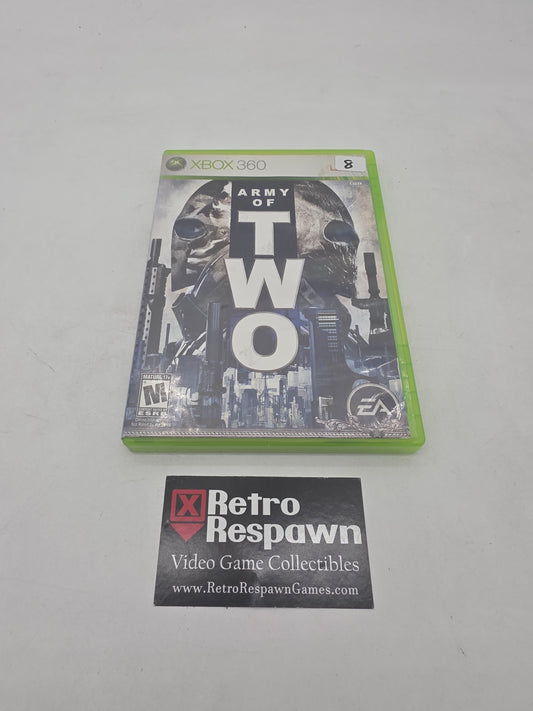 XBOX 360
8
ARMY
OF
TWO
MATURE 17+
M
ESRB
EA
X Retro
Respawn
Video Game Collectibles
www.RetroRespawnGames.com